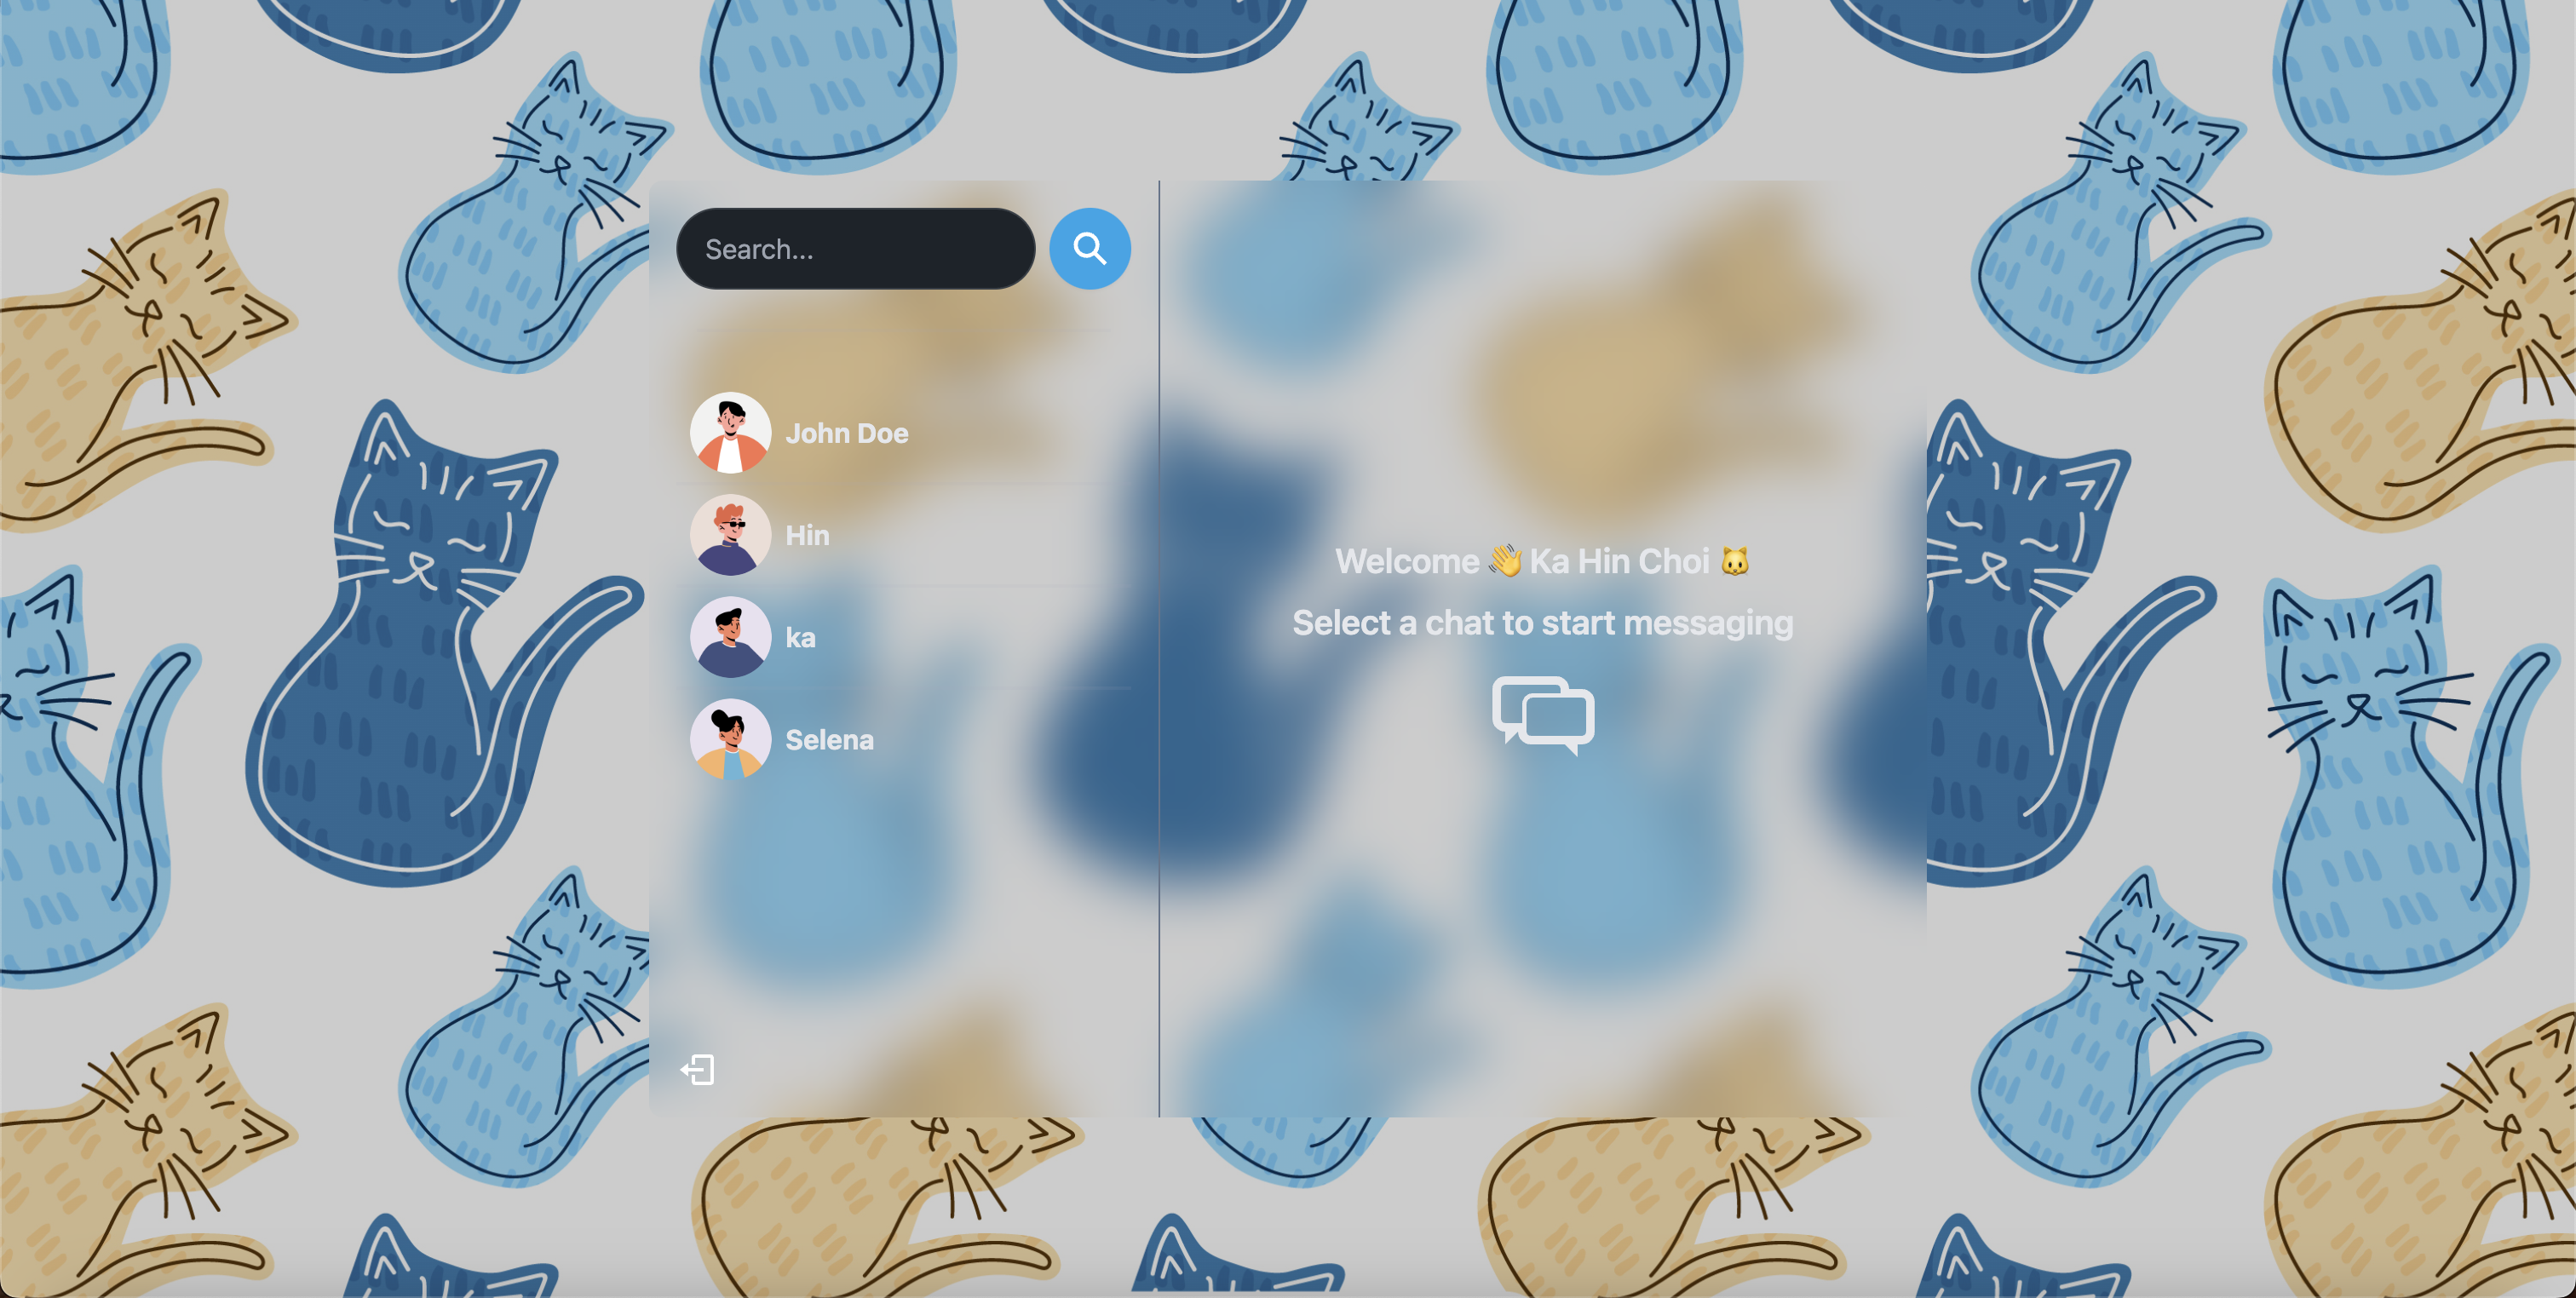 Search...
John Doe
Hin
ka
Selena
Welcome 👋 Ka Hin Choi 🐱
Select a chat to start messaging